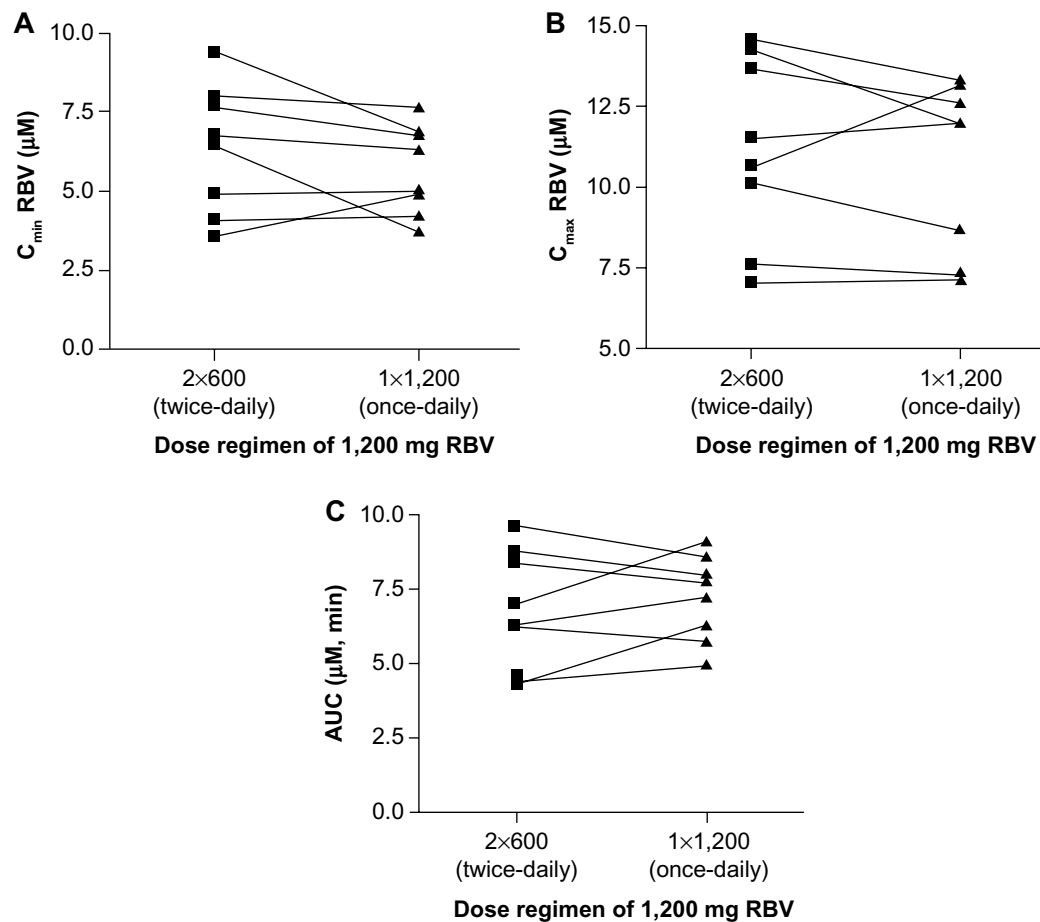 A
C_min RBV (µM)
10.0
7.5
5.0
2.5
0.0
2×600
(twice-daily)
1×1,200
(once-daily)
Dose regimen of 1,200 mg RBV
B
C_max RBV (µM)
15.0
12.5
10.0
7.5
5.0
2×600
(twice-daily)
1×1,200
(once-daily)
Dose regimen of 1,200 mg RBV
C
AUC (µM, min)
10.0
7.5
5.0
2.5
0.0
2×600
(twice-daily)
1×1,200
(once-daily)
Dose regimen of 1,200 mg RBV